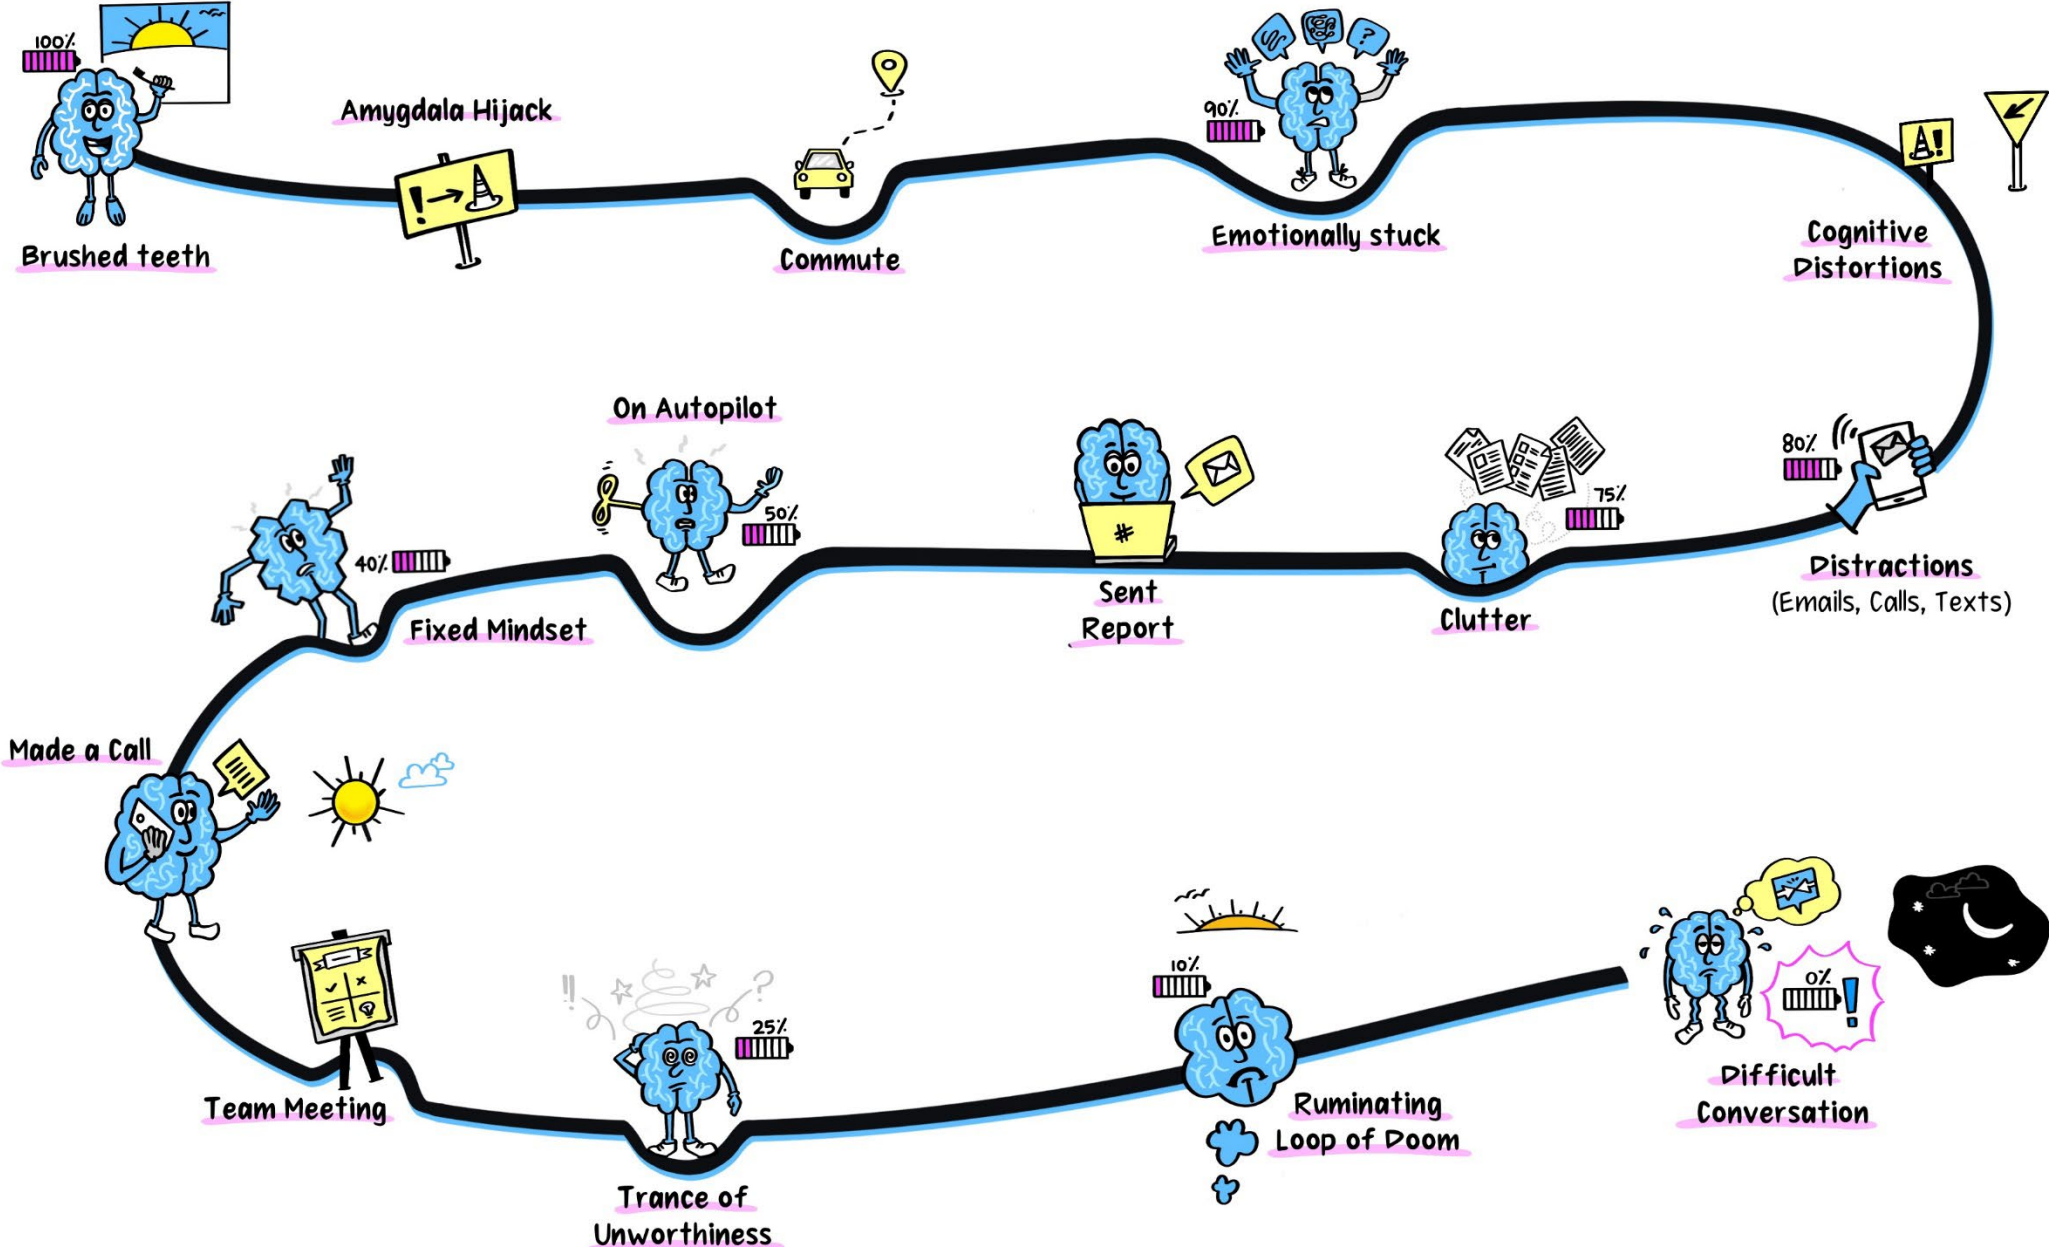 100%
Brushed teeth
Amygdala Hijack
!
Commute
90%
?
Emotionally stuck
!
Cognitive
Distortions
80%
Distractions
(Emails, Calls, Texts)
75%
Clutter
#
Sent
Report
On Autopilot
50%
40%
Fixed Mindset
Made a Call
Team Meeting
!! ?
25%
Trance of
Unworthiness
10%
Ruminating
Loop of Doom
0%
!
Difficult
Conversation